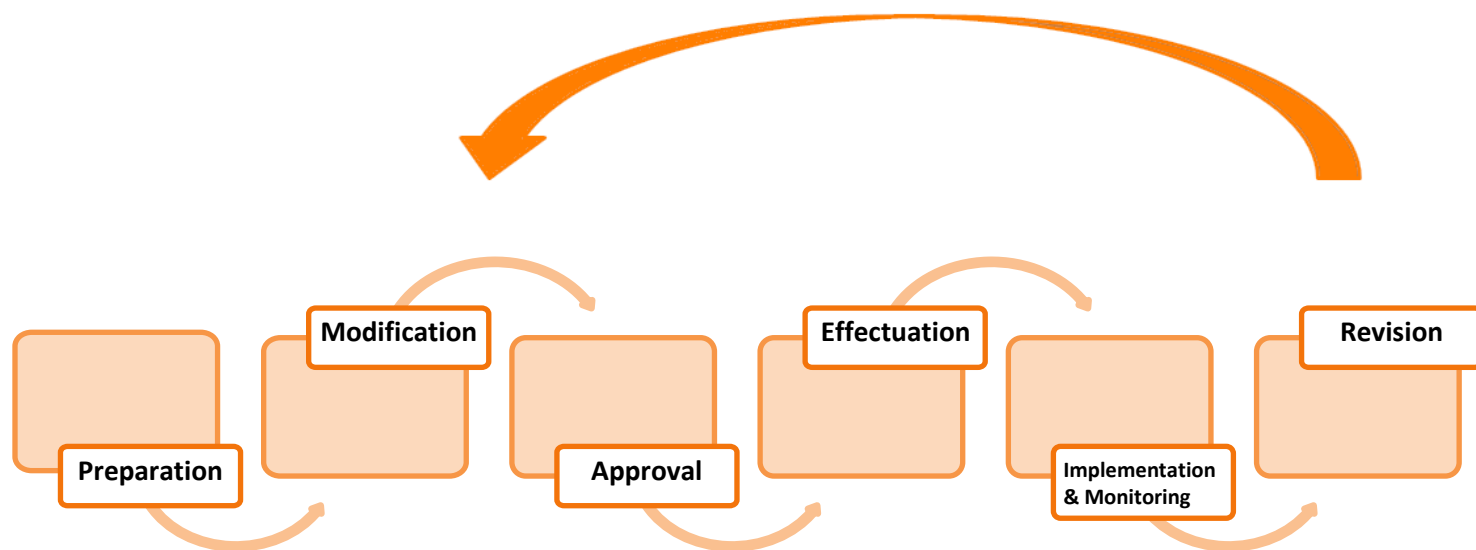 Preparation
Modification
Approval
Effectuation
Implementation
& Monitoring
Revision